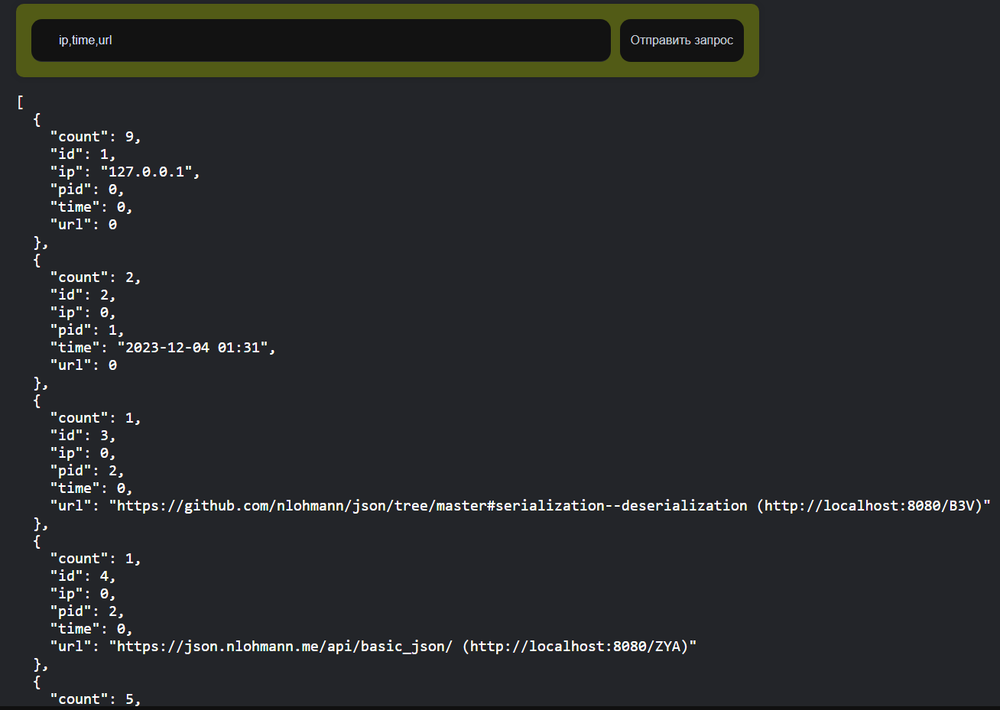 ip,time,url
Отправить запрос
[
  {
    "count": 9,
    "id": 1,
    "ip": "127.0.0.1",
    "pid": 0,
    "time": 0,
    "url": 0
  },
  {
    "count": 2,
    "id": 2,
    "ip": 0,
    "pid": 1,
    "time": "2023-12-04 01:31",
    "url": 0
  },
  {
    "count": 1,
    "id": 3,
    "ip": 0,
    "pid": 2,
    "time": 0,
    "url": "https://github.com/nlohmann/json/tree/master#serialization--deserialization (http://localhost:8080/B3V)"
  },
  {
    "count": 1,
    "id": 4,
    "ip": 0,
    "pid": 2,
    "time": 0,
    "url": "https://json.nlohmann.me/api/basic_json/ (http://localhost:8080/ZYA)"
  },
  {
    "count": 5,